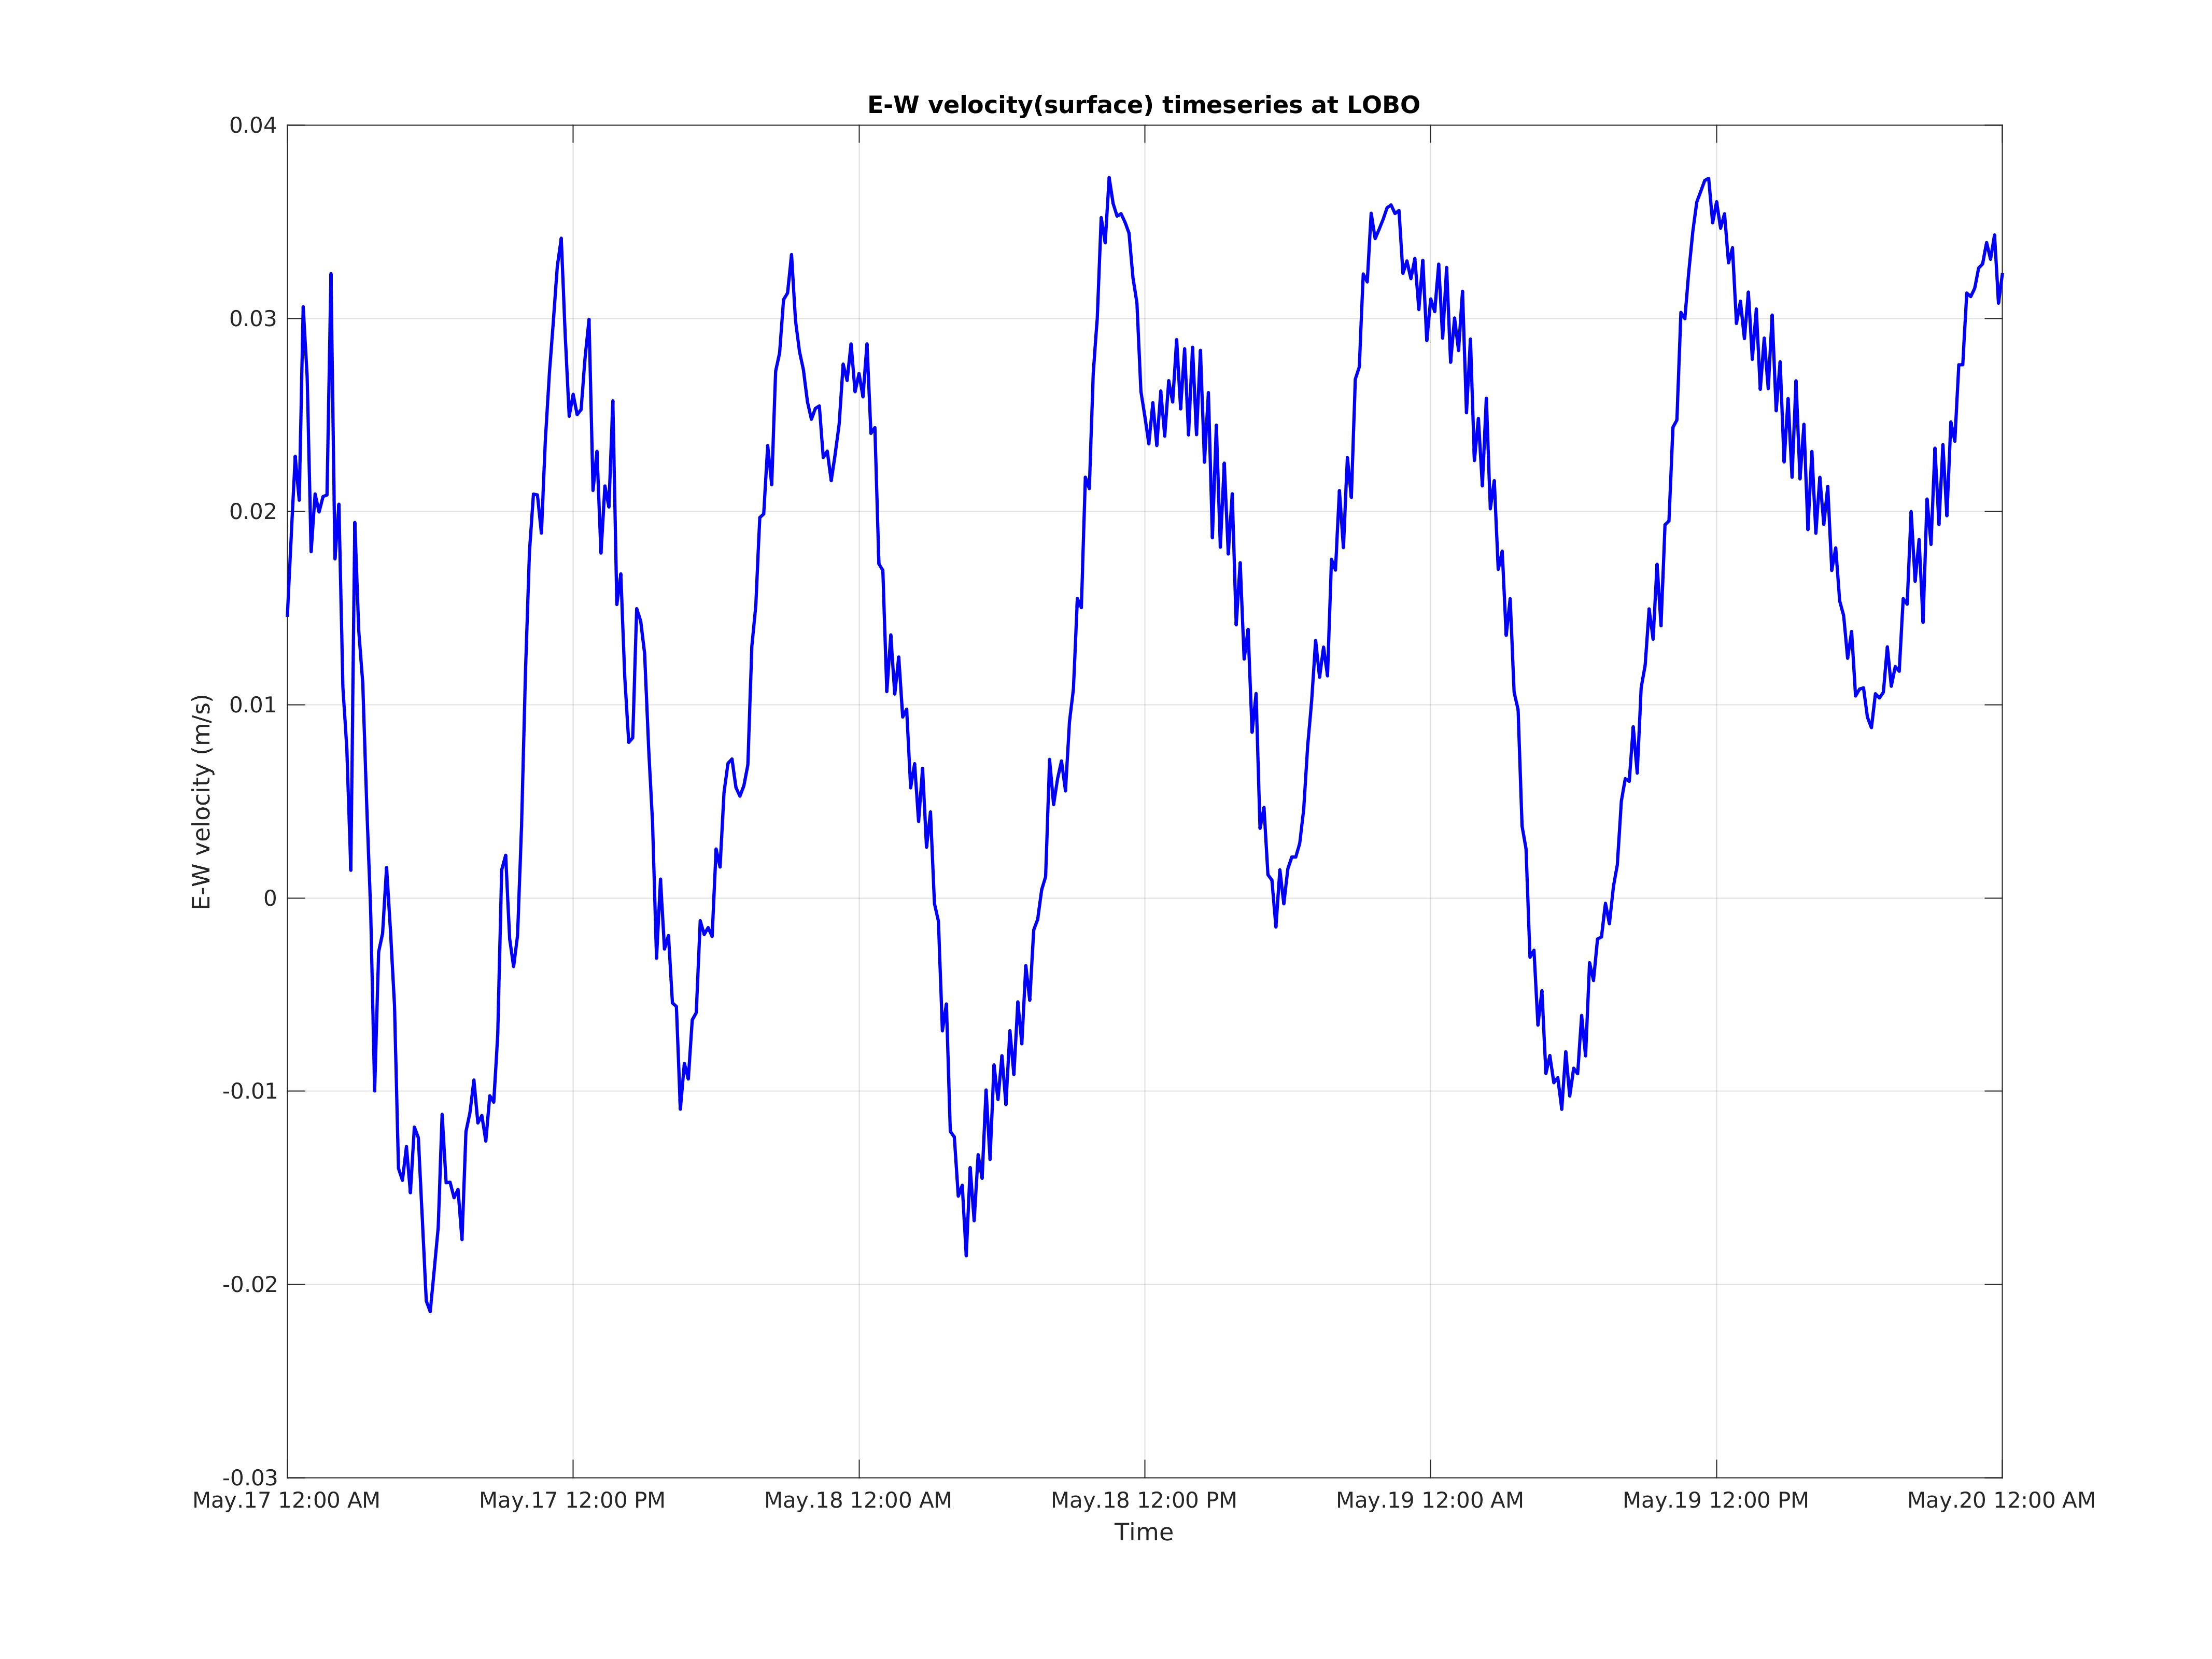 E-W velocity(surface) timeseries at LOBO
0.04
0.03
0.02
0.01
0
-0.01
-0.02
-0.03
E-W velocity (m/s)
May.17 12:00 AM May.17 12:00 PM May.18 12:00 AM May.18 12:00 PM May.19 12:00 AM May.19 12:00 PM May.20 12:00 AM
Time